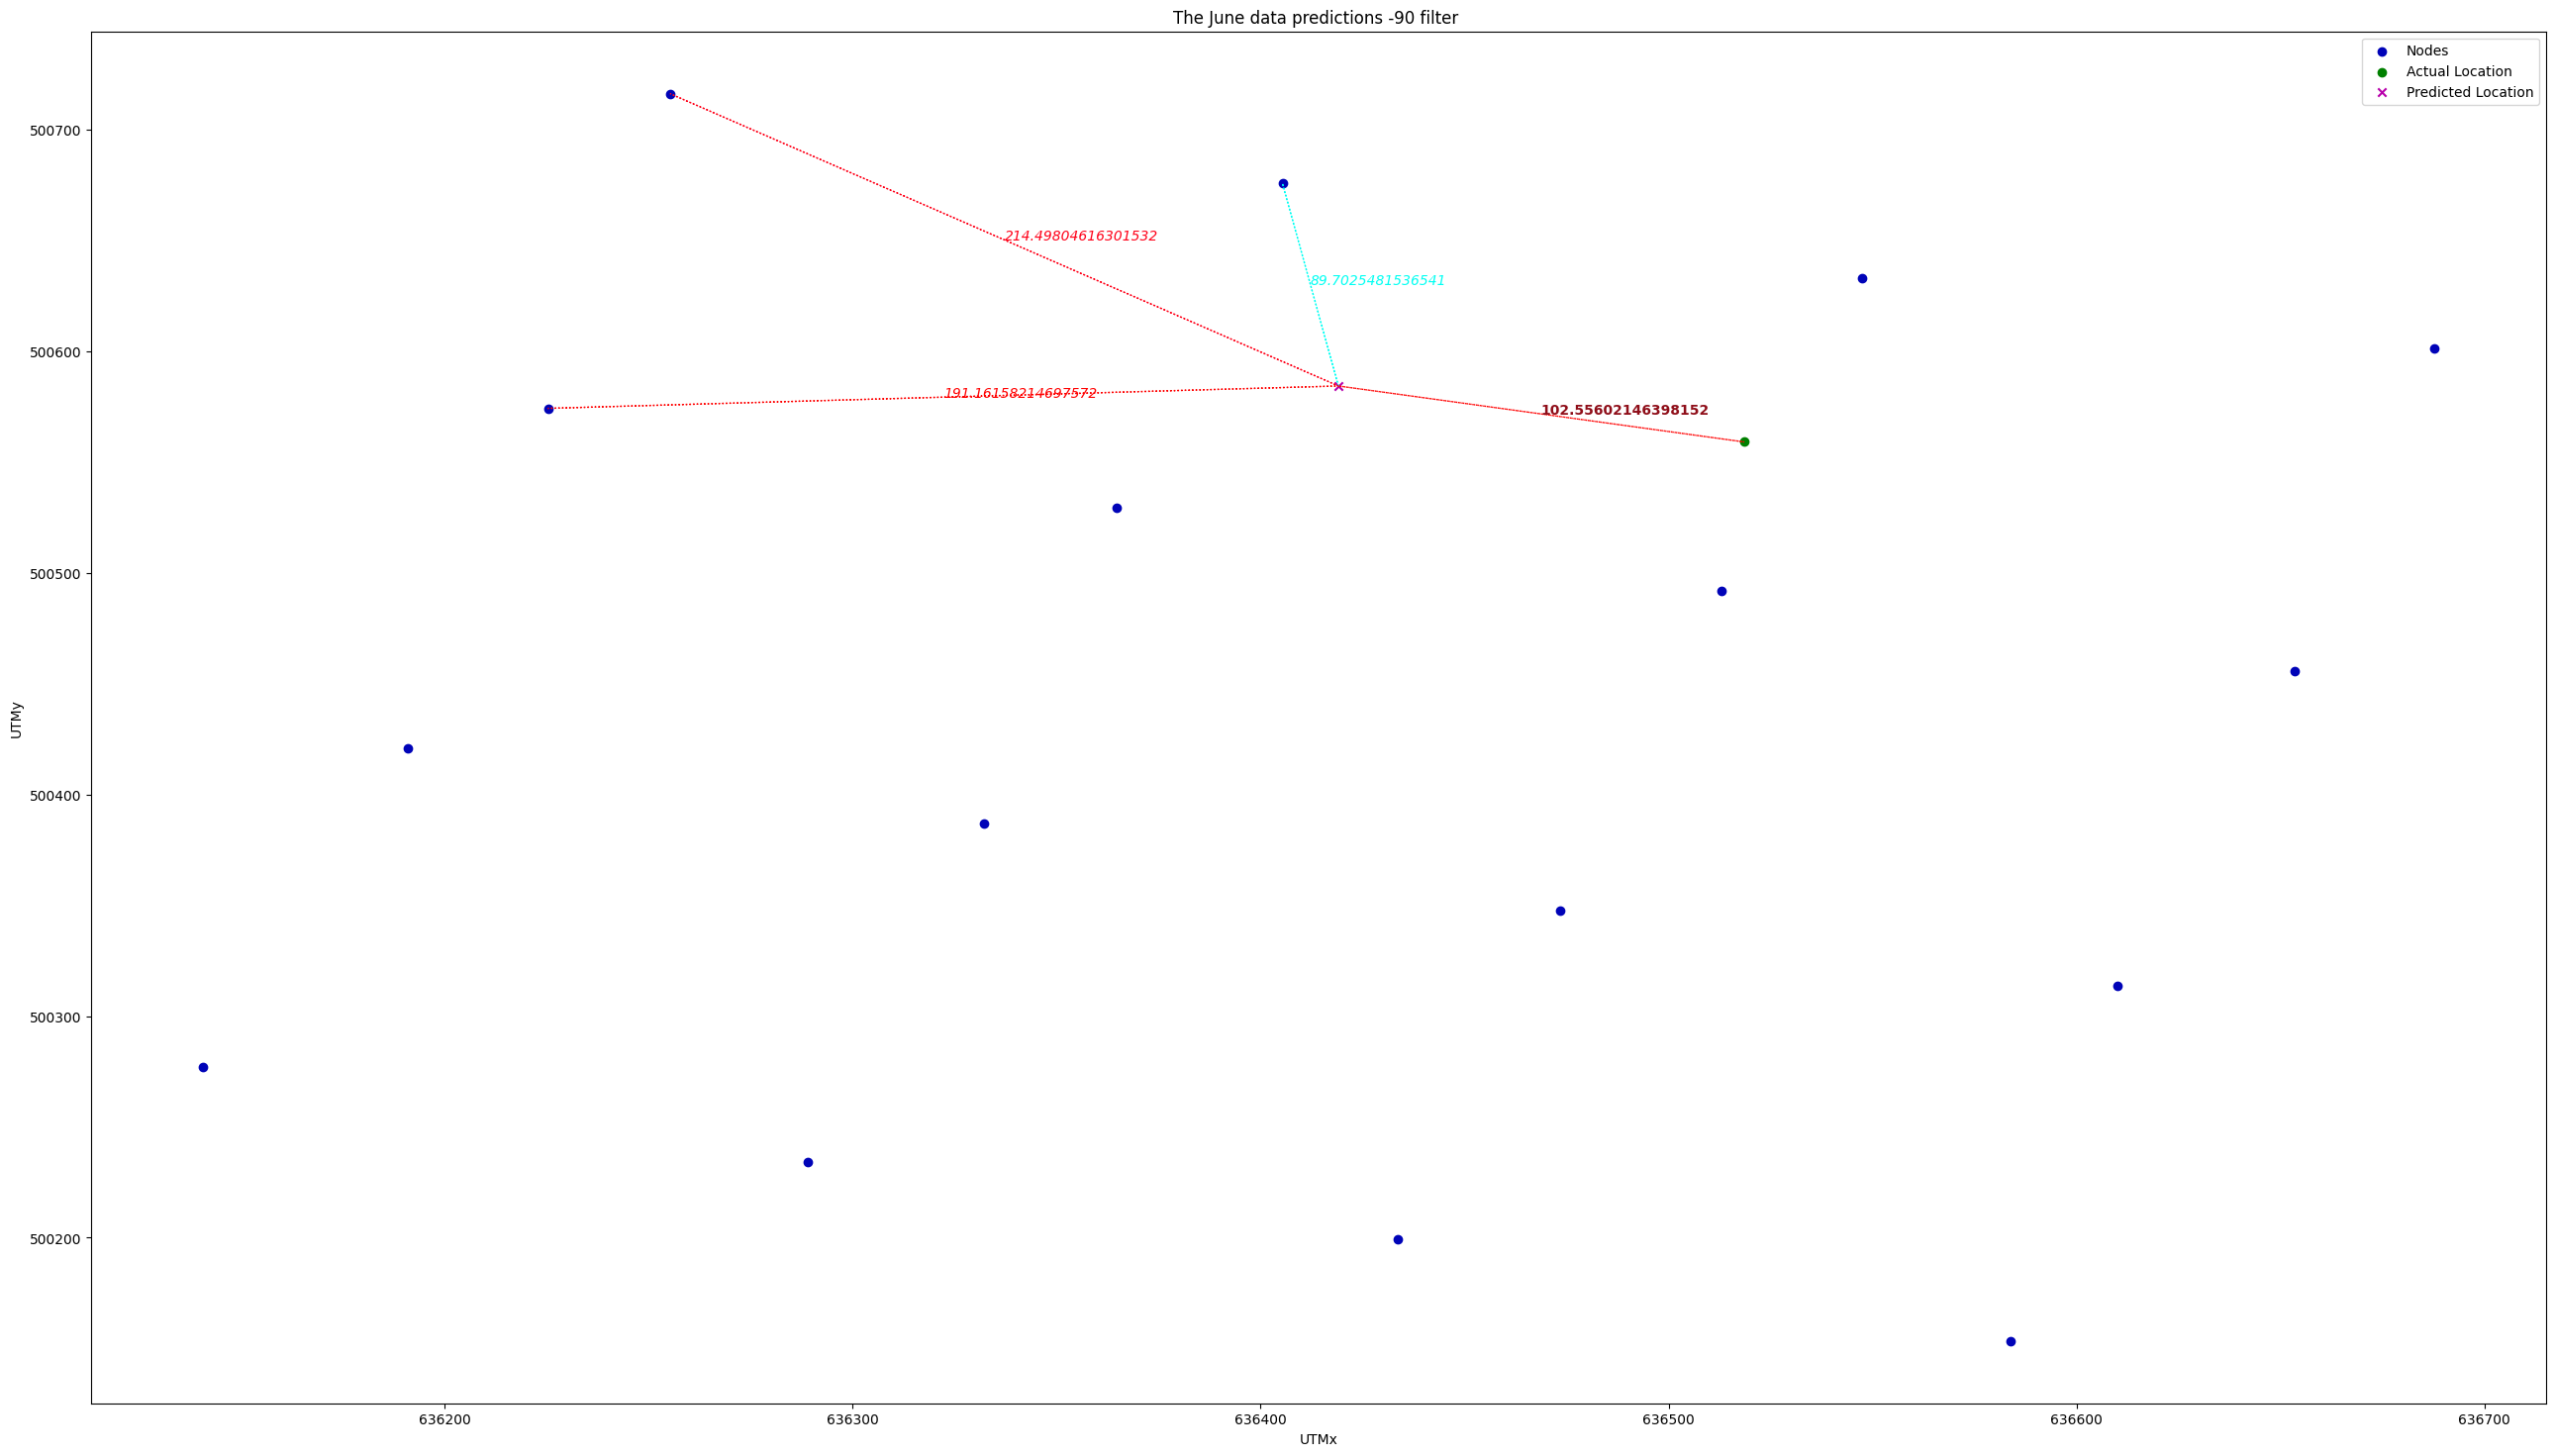 The June data predictions -90 filter
Nodes
Actual Location
Predicted Location
500700
214.49804616301532
89.7025481536541
500600
191.16158214697572
102.55602146398152
500500
UTMy
500400
500300
500200
636200
636300
636400
636500
636600
636700
UTMx